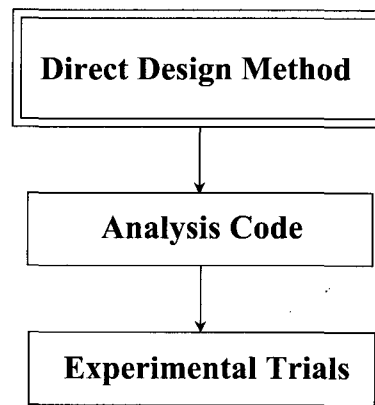 Direct Design Method
Analysis Code
Experimental Trials